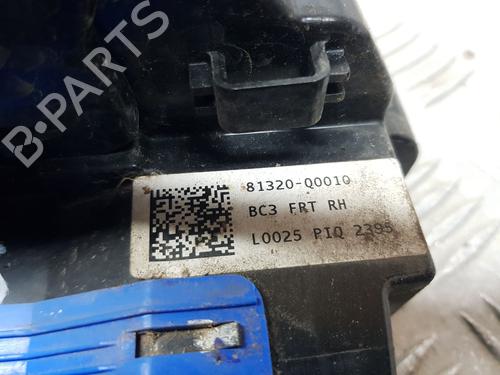 81320-Q0010
BC3 FRT RH
L0025 PIQ 2395
B-PARTS